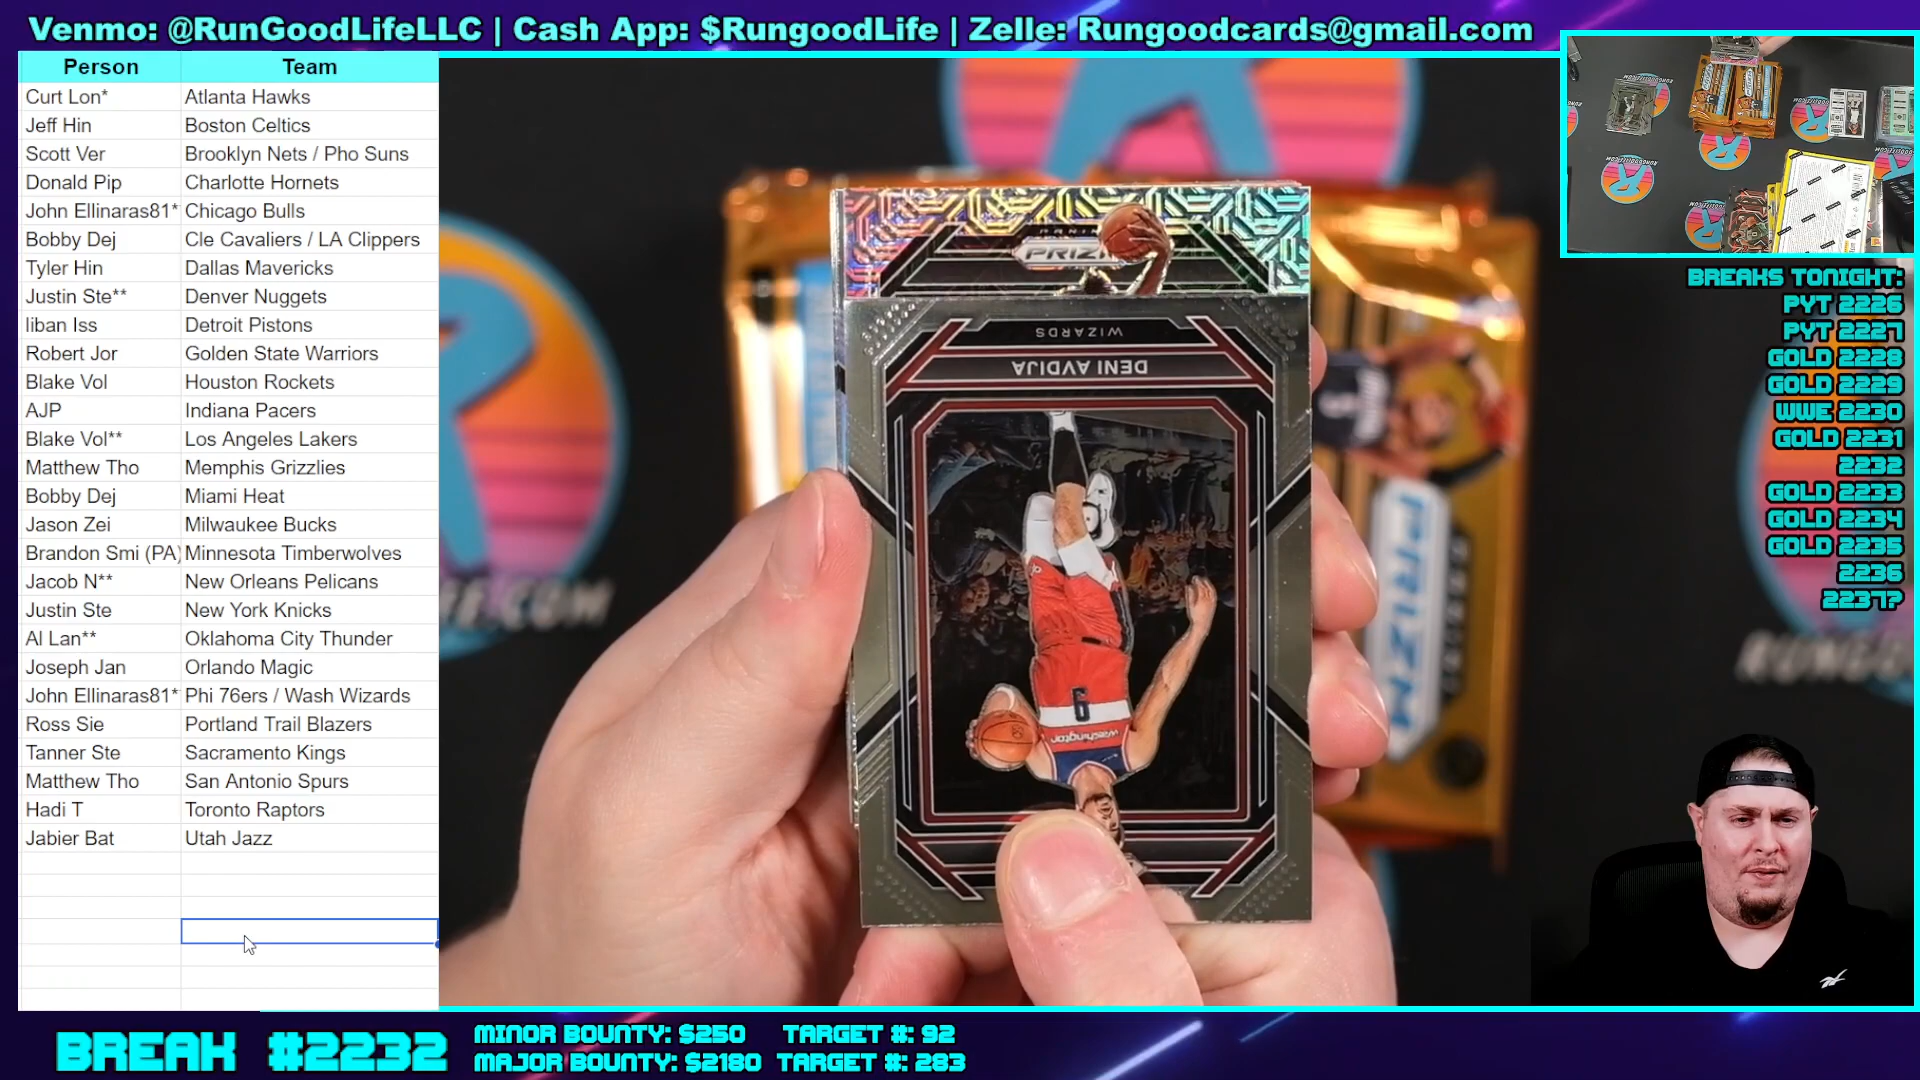 Venmo: @RunGoodLifeLLC | Cash App: $RungoodLife | Zelle: Rungoodcards@gmail.com
Person Team
Curt Lon* Atlanta Hawks
Jeff Hin Boston Celtics
Scott Ver Brooklyn Nets / Pho Suns
Donald Pip Charlotte Hornets
John Ellinaras81* Chicago Bulls
Bobby Dej Cle Cavaliers / LA Clippers
Tyler Hin Dallas Mavericks
Justin Ste** Denver Nuggets
liban Iss Detroit Pistons
Robert Jor Golden State Warriors
Blake Vol Houston Rockets
AJP Indiana Pacers
Blake Vol** Los Angeles Lakers
Matthew Tho Memphis Grizzlies
Bobby Dej Miami Heat
Jason Zei Milwaukee Bucks
Brandon Smi (PA) Minnesota Timberwolves
Jacob N** New Orleans Pelicans
Justin Ste New York Knicks
Al Lan** Oklahoma City Thunder
Joseph Jan Orlando Magic
John Ellinaras81* Phi 76ers / Wash Wizards
Ross Sie Portland Trail Blazers
Tanner Ste Sacramento Kings
Matthew Tho San Antonio Spurs
Hadi T Toronto Raptors
Jabier Bat Utah Jazz
PRIZM
WIZARDS
DENI AVDIJA
6
Washington
PRIZM
BREAKS TONIGHT:
PYT 2226
PYT 2227
GOLD 2228
GOLD 2229
WWE 2230
GOLD 2231
2232
GOLD 2233
GOLD 2234
GOLD 2235
2236
2237?
BREAK #2232
MINOR BOUNTY: $250 TARGET #: 92
MAJOR BOUNTY: $2180 TARGET #: 283